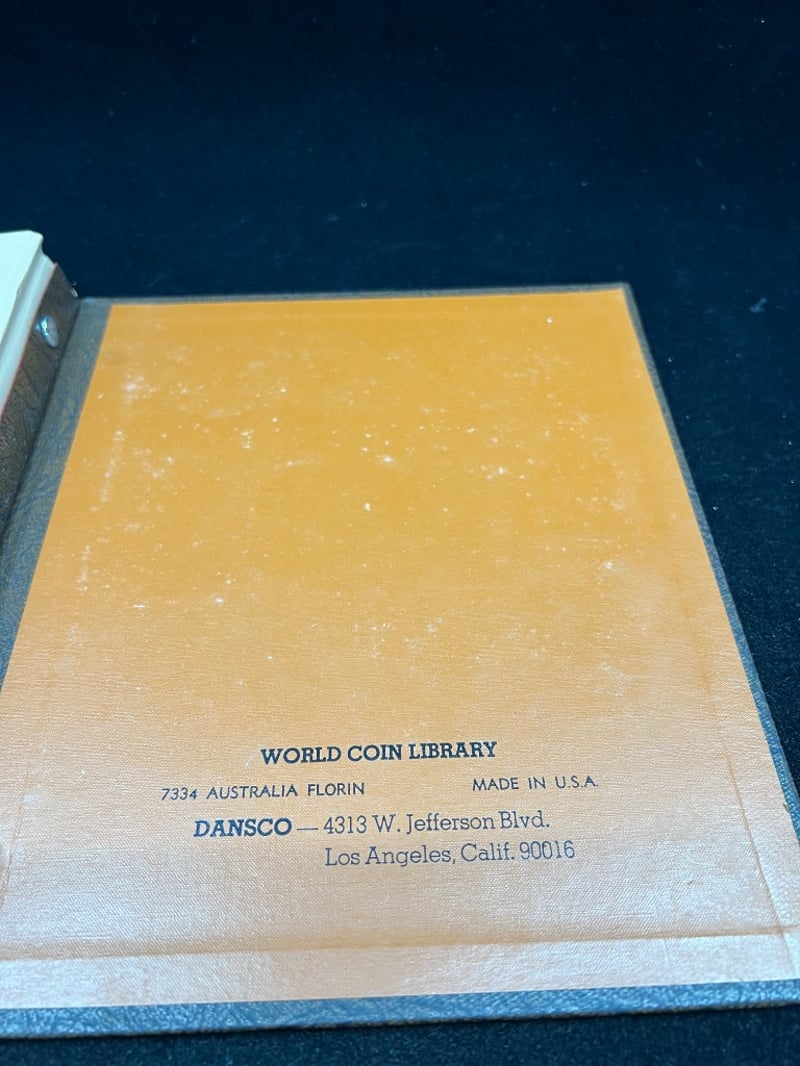 WORLD COIN LIBRARY
7334 AUSTRALIA FLORIN MADE IN U.S.A.
DANSCO — 4313 W. Jefferson Blvd.
Los Angeles, Calif. 90016